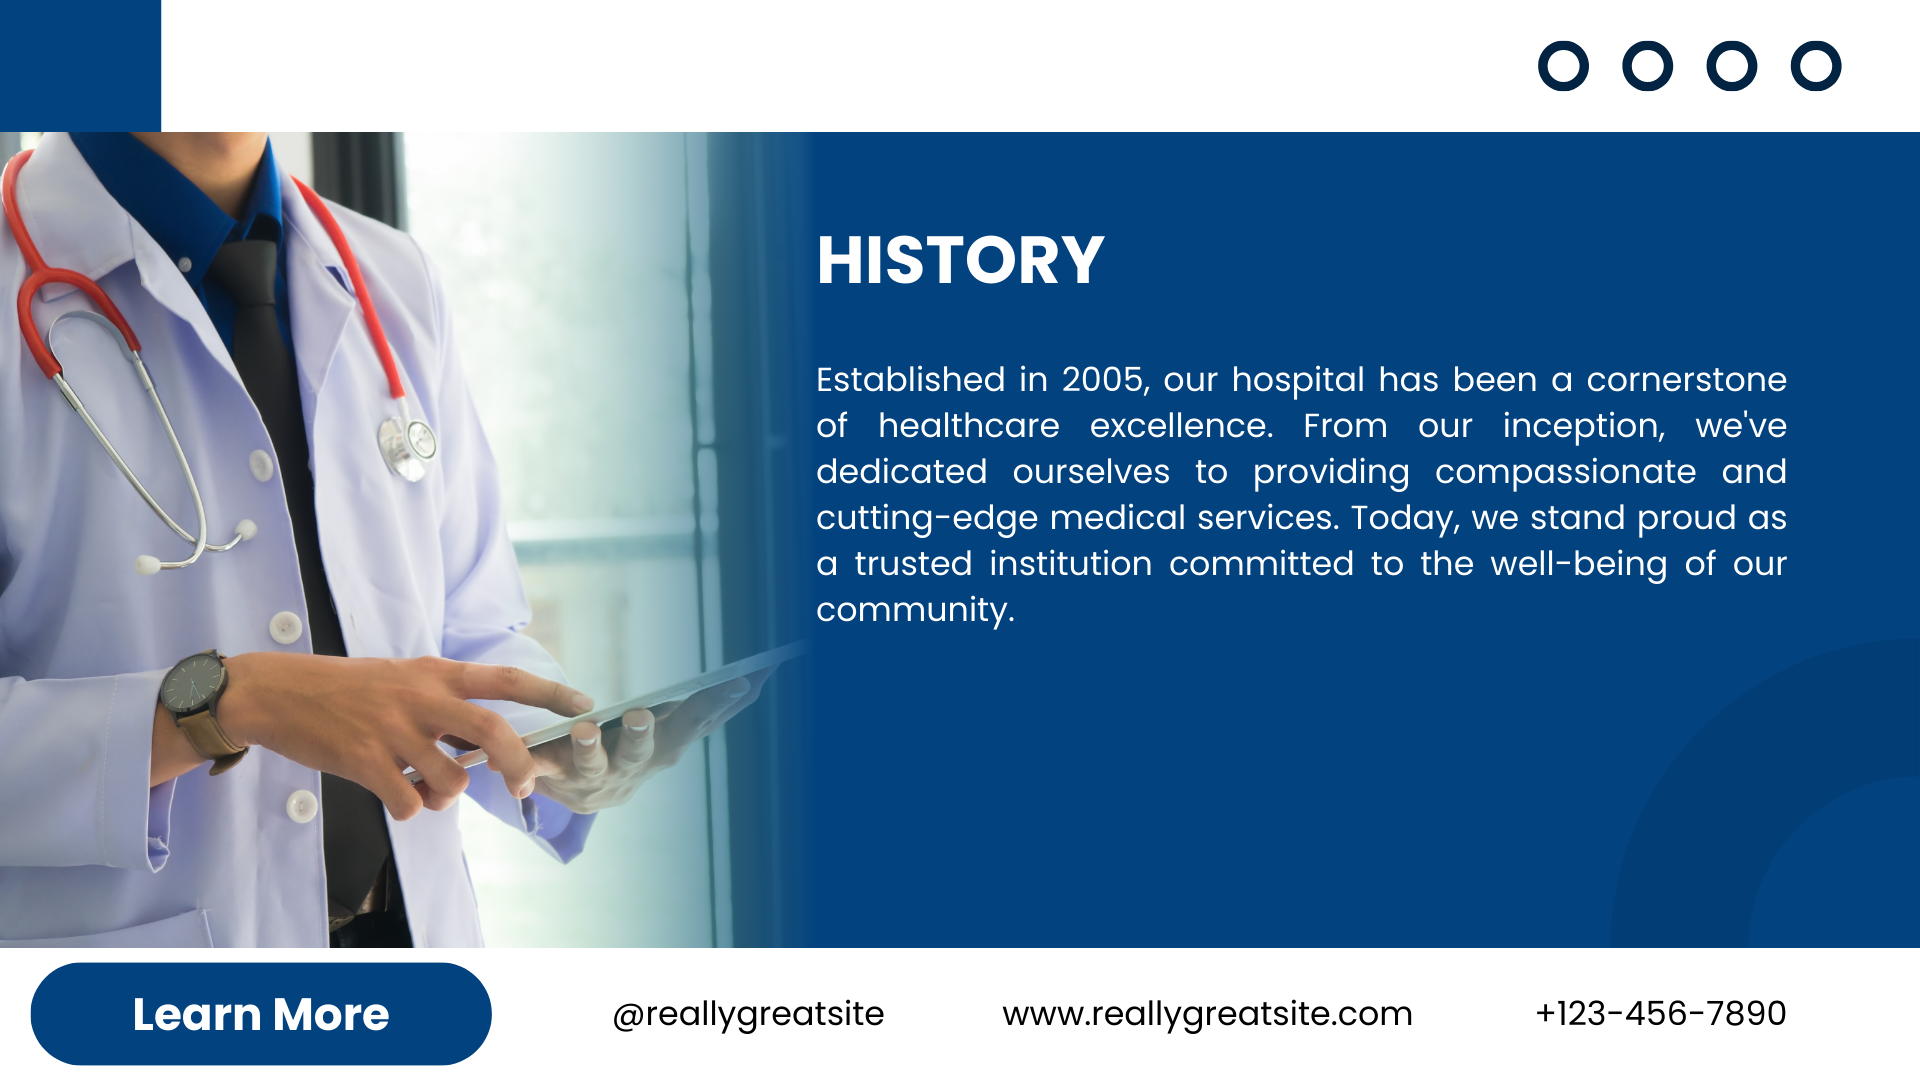 HISTORY
Established in 2005, our hospital has been a cornerstone
of healthcare excellence. From our inception, we've
dedicated ourselves to providing compassionate and
cutting-edge medical services. Today, we stand proud as
a trusted institution committed to the well-being of our
community.
Learn More
@reallygreatsite
www.reallygreatsite.com
+123-456-7890